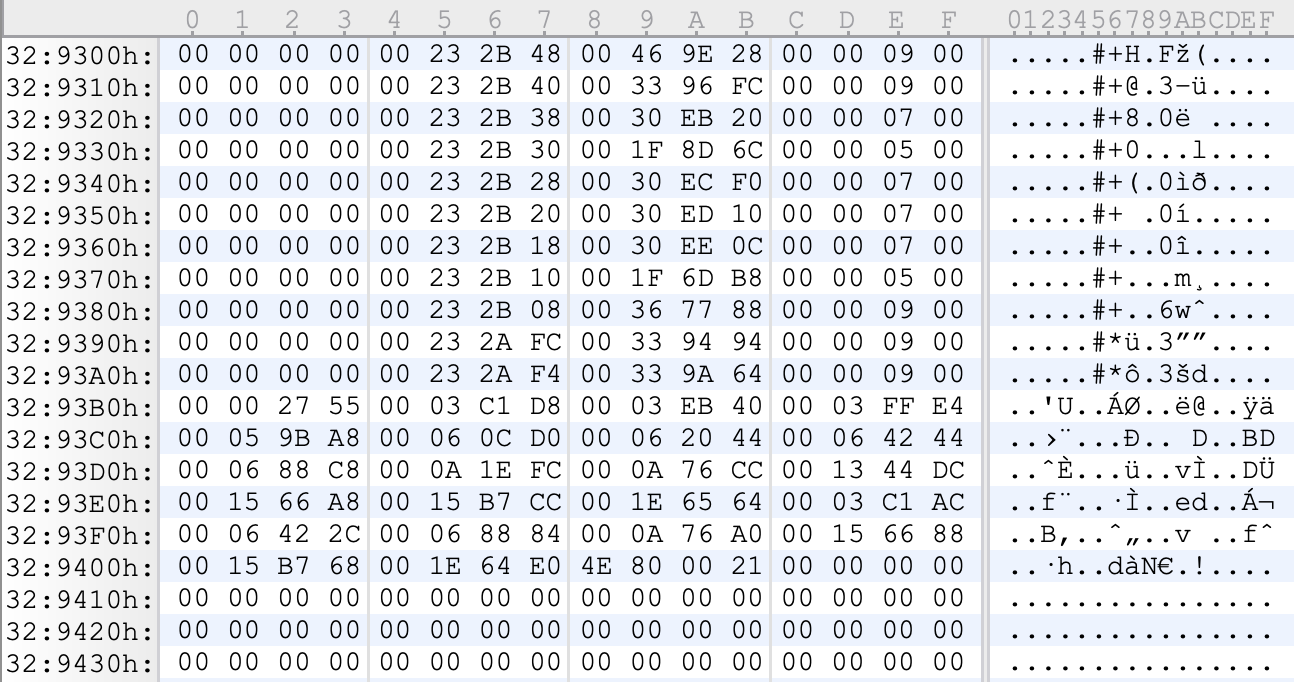 0 1 2 3 4 5 6 7 8 9 A B C D E F 0123456789ABCDEF
32:9300h: 00 00 00 00 00 23 2B 48 00 46 9E 28 00 00 09 00 .....#+H.Fž(....
32:9310h: 00 00 00 00 00 23 2B 40 00 33 96 FC 00 00 09 00 .....#+@.3–ü....
32:9320h: 00 00 00 00 00 23 2B 38 00 30 EB 20 00 00 07 00 .....#+8.0ë ....
32:9330h: 00 00 00 00 00 23 2B 30 00 1F 8D 6C 00 00 05 00 .....#+0...l....
32:9340h: 00 00 00 00 00 23 2B 28 00 30 EC F0 00 00 07 00 .....#+(.0ìð....
32:9350h: 00 00 00 00 00 23 2B 20 00 30 ED 10 00 00 07 00 .....#+ .0í.....
32:9360h: 00 00 00 00 00 23 2B 18 00 30 EE 0C 00 00 07 00 .....#+..0î.....
32:9370h: 00 00 00 00 00 23 2B 10 00 1F 6D B8 00 00 05 00 .....#+...m¸....
32:9380h: 00 00 00 00 00 23 2B 08 00 36 77 88 00 00 09 00 .....#+..6wˆ....
32:9390h: 00 00 00 00 00 23 2A FC 00 33 94 94 00 00 09 00 .....#*ü.3””....
32:93A0h: 00 00 00 00 00 23 2A F4 00 33 9A 64 00 00 09 00 .....#*ô.3šd....
32:93B0h: 00 00 27 55 00 03 C1 D8 00 03 EB 40 00 03 FF E4 ..'U..ÁØ..ë@..ÿä
32:93C0h: 00 05 9B A8 00 06 0C D0 00 06 20 44 00 06 42 44 ..›¨...Ð.. D..BD
32:93D0h: 00 06 88 C8 00 0A 1E FC 00 0A 76 CC 00 13 44 DC ..ˆÈ...ü..vÌ..DÜ
32:93E0h: 00 15 66 A8 00 15 B7 CC 00 1E 65 64 00 03 C1 AC ..f¨..·Ì..ed..Á¬
32:93F0h: 00 06 42 2C 00 06 88 84 00 0A 76 A0 00 15 66 88 ..B,..ˆ„..v ..fˆ
32:9400h: 00 15 B7 68 00 1E 64 E0 4E 80 00 21 00 00 00 00 ..·h..dàN€.!....
32:9410h: 00 00 00 00 00 00 00 00 00 00 00 00 00 00 00 00 ................
32:9420h: 00 00 00 00 00 00 00 00 00 00 00 00 00 00 00 00 ................
32:9430h: 00 00 00 00 00 00 00 00 00 00 00 00 00 00 00 00 ................